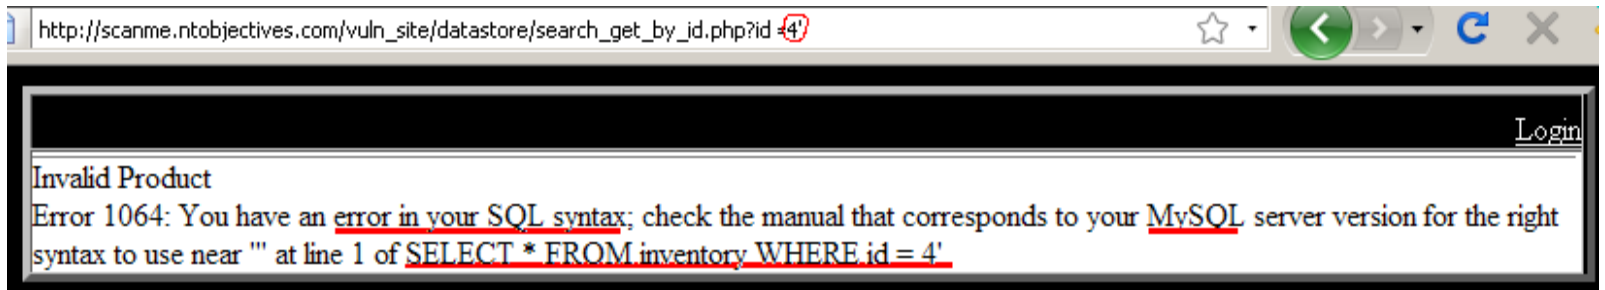 http://scanme.ntobjectives.com/vuln_site/datastore/search_get_by_id.php?id =4'
Login
Invalid Product
Error 1064: You have an error in your SQL syntax; check the manual that corresponds to your MySQL server version for the right
syntax to use near ''' at line 1 of SELECT * FROM inventory WHERE id = 4'